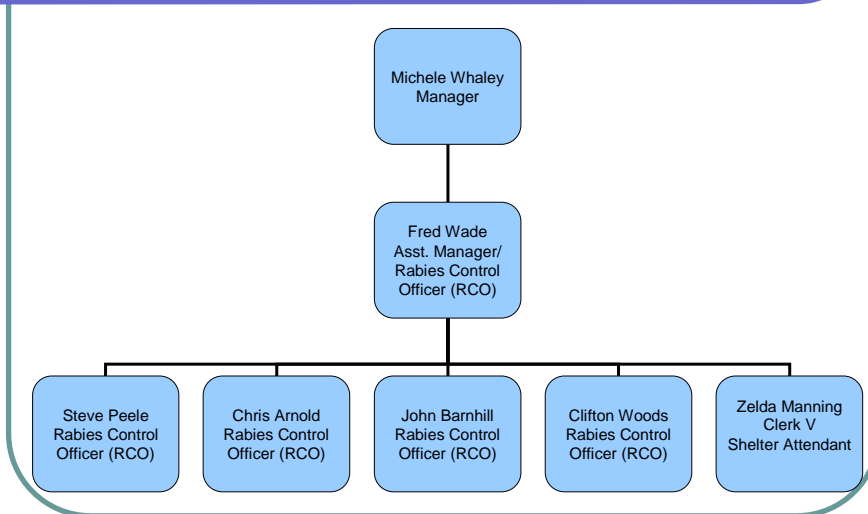 Michele Whaley
Manager
Fred Wade
Asst. Manager/
Rabies Control
Officer (RCO)
Steve Peele
Rabies Control
Officer (RCO)
Chris Arnold
Rabies Control
Officer (RCO)
John Barnhill
Rabies Control
Officer (RCO)
Clifton Woods
Rabies Control
Officer (RCO)
Zelda Manning
Clerk V
Shelter Attendant